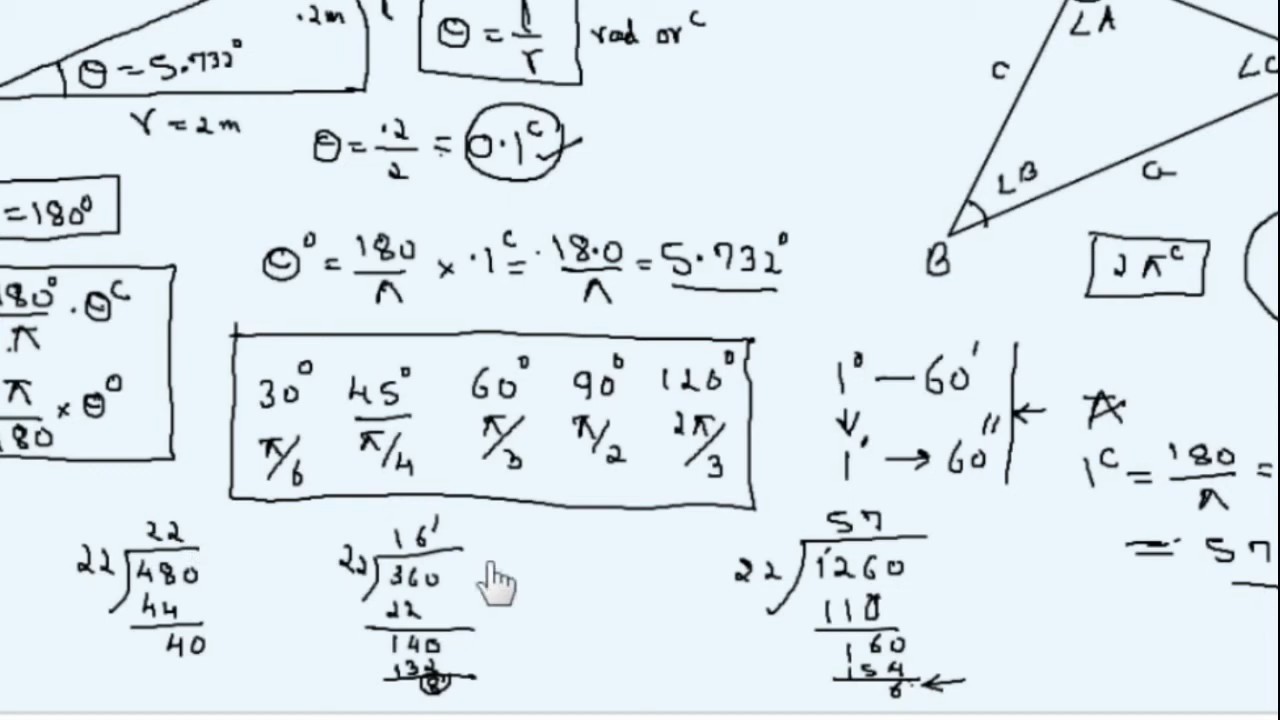 .2m l
θ = 5.732°
r = 2m
θ = l/r rad or ᶜ
θ = .2/2 = 0.1ᶜ
= 180°
180°/π . θᶜ
π/180 × θ°
θ° = 180/π × .1ᶜ = 18.0/π = 5.732°
30° 45° 60° 90° 120°
π/6 π/4 π/3 π/2 2π/3
∠A
c
∠C
∠B
a
B
2πᶜ
1° — 60′
1′ → 60″
A
1ᶜ = 180/π =
= 57
22
22 480
44
40
16′
22 360
22
140
132
8
57
22 1260
110
160
154
6